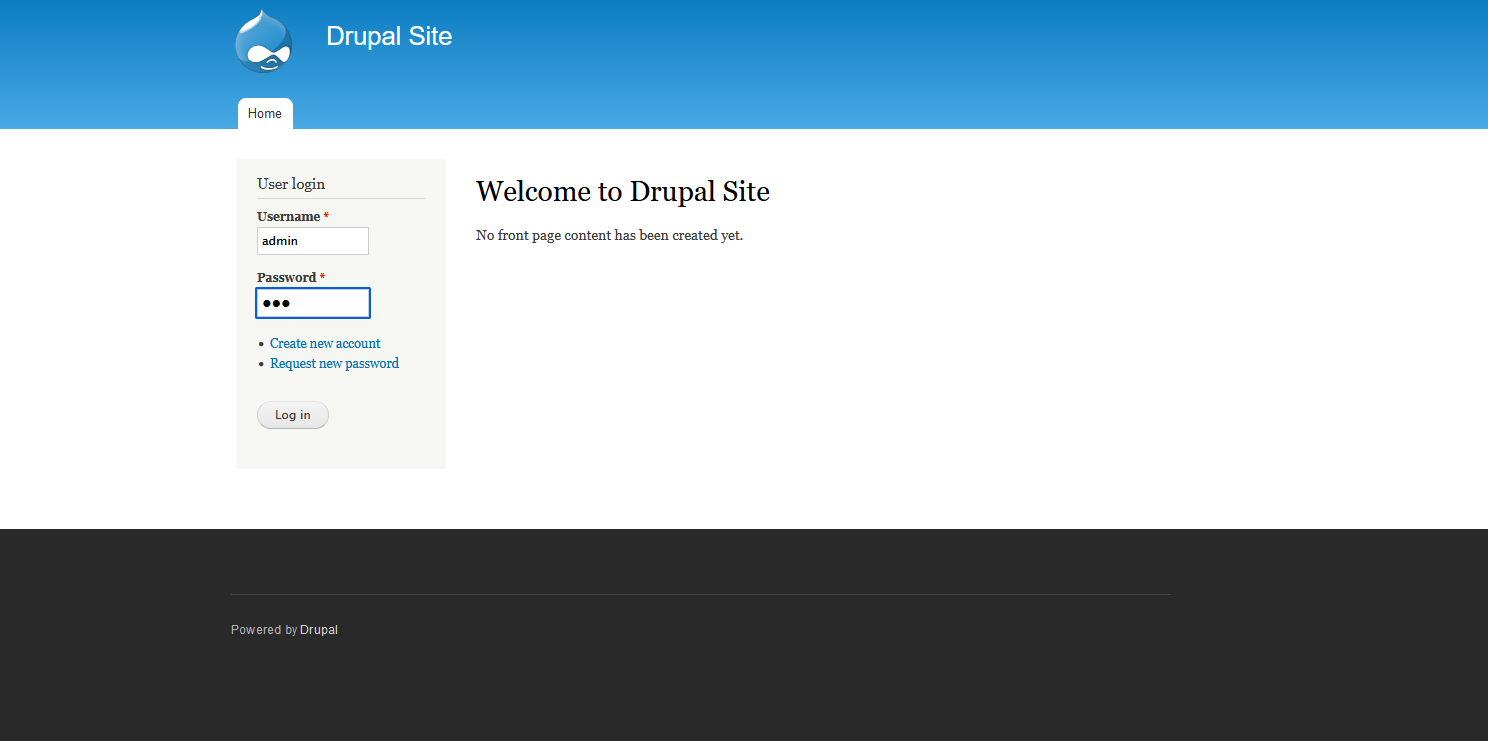 Drupal Site
Home
User login
Username *
admin
Password *
●●●
Create new account
Request new password
Log in
Welcome to Drupal Site
No front page content has been created yet.
Powered by Drupal